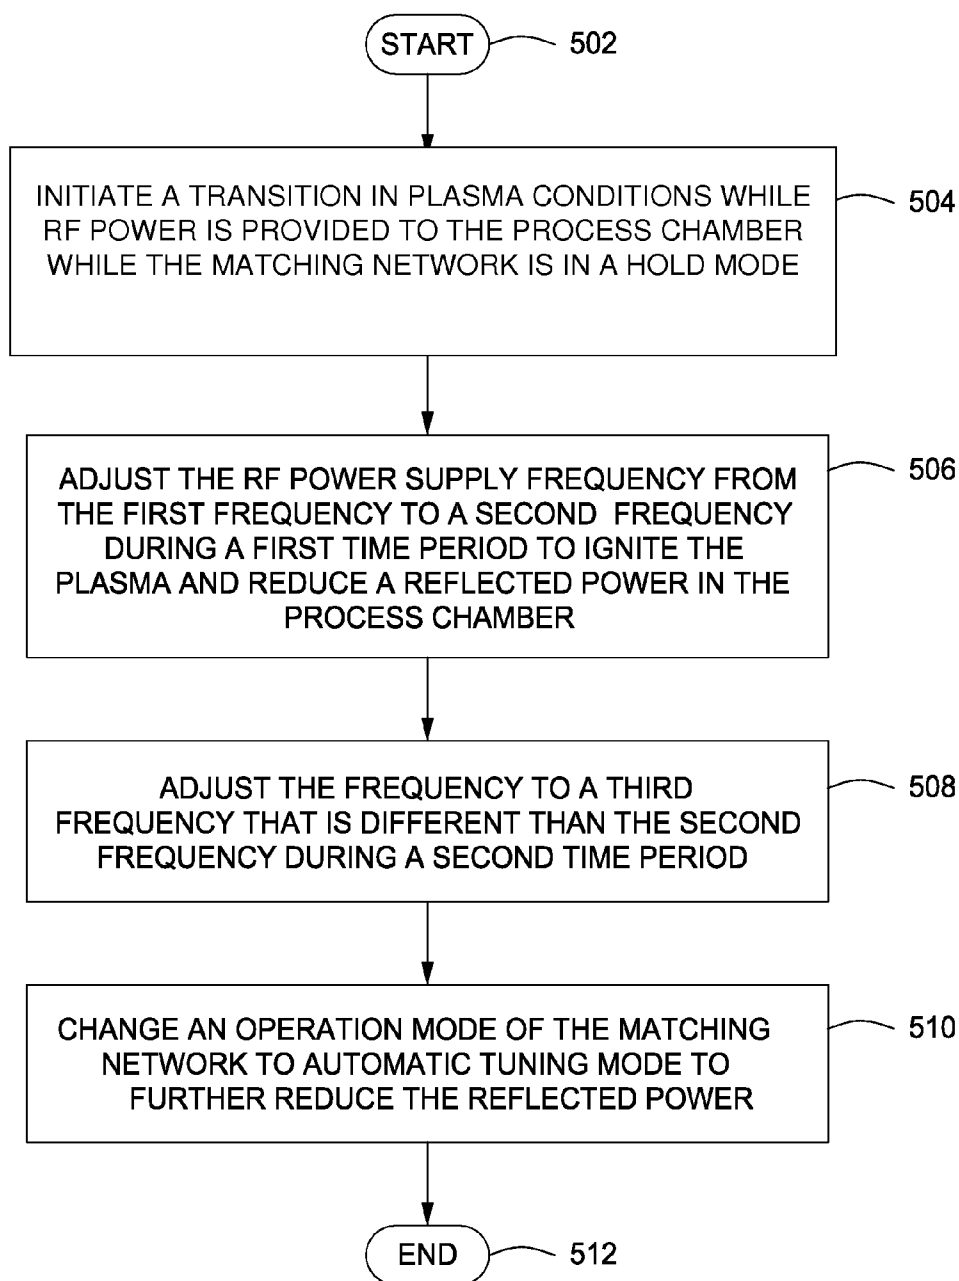 START
502
INITIATE A TRANSITION IN PLASMA CONDITIONS WHILE
RF POWER IS PROVIDED TO THE PROCESS CHAMBER
WHILE THE MATCHING NETWORK IS IN A HOLD MODE
504
ADJUST THE RF POWER SUPPLY FREQUENCY FROM
THE FIRST FREQUENCY TO A SECOND FREQUENCY
DURING A FIRST TIME PERIOD TO IGNITE THE
PLASMA AND REDUCE A REFLECTED POWER IN THE
PROCESS CHAMBER
506
ADJUST THE FREQUENCY TO A THIRD
FREQUENCY THAT IS DIFFERENT THAN THE SECOND
FREQUENCY DURING A SECOND TIME PERIOD
508
CHANGE AN OPERATION MODE OF THE MATCHING
NETWORK TO AUTOMATIC TUNING MODE TO
FURTHER REDUCE THE REFLECTED POWER
510
END
512